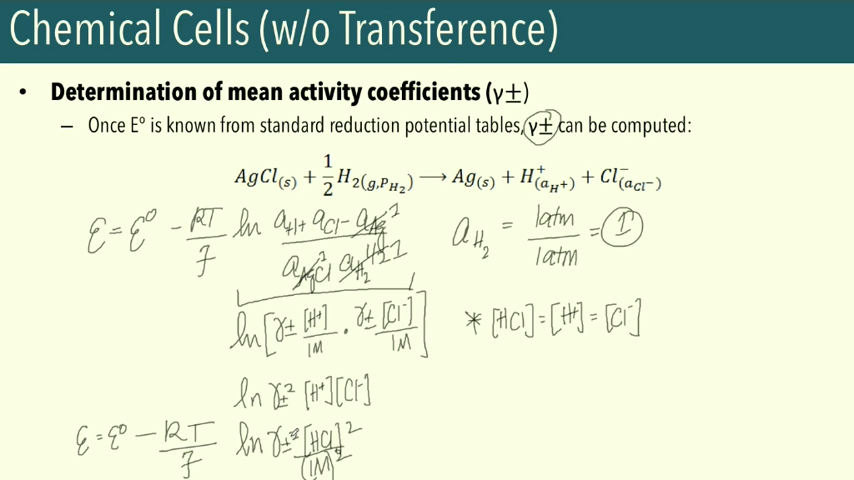 Chemical Cells (w/o Transference)
• Determination of mean activity coefficients (γ±)
– Once E° is known from standard reduction potential tables, γ± can be computed:
AgCl(s) + 1/2 H2(g,PH2) ⟶ Ag(s) + H+(aH+) + Cl−(aCl−)
ℰ = ℰ° − RT/F ln aH+ aCl− aAg 1 / aAgCl 1 aH2 1/2 1
aH2 = 1atm/1atm = 1
ln [γ± [H+]/1M · γ± [Cl−]/1M]
* [HCl] = [H+] = [Cl−]
ln γ±² [H+][Cl−]
ℰ = ℰ° − RT/F ln γ±² [HCl]²/(1M)²